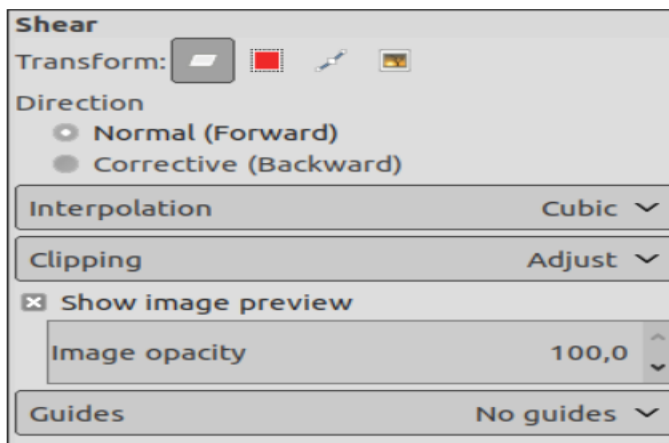 Shear
Transform:
Direction
Normal (Forward)
Corrective (Backward)
Interpolation Cubic
Clipping Adjust
Show image preview
Image opacity 100,0
Guides No guides